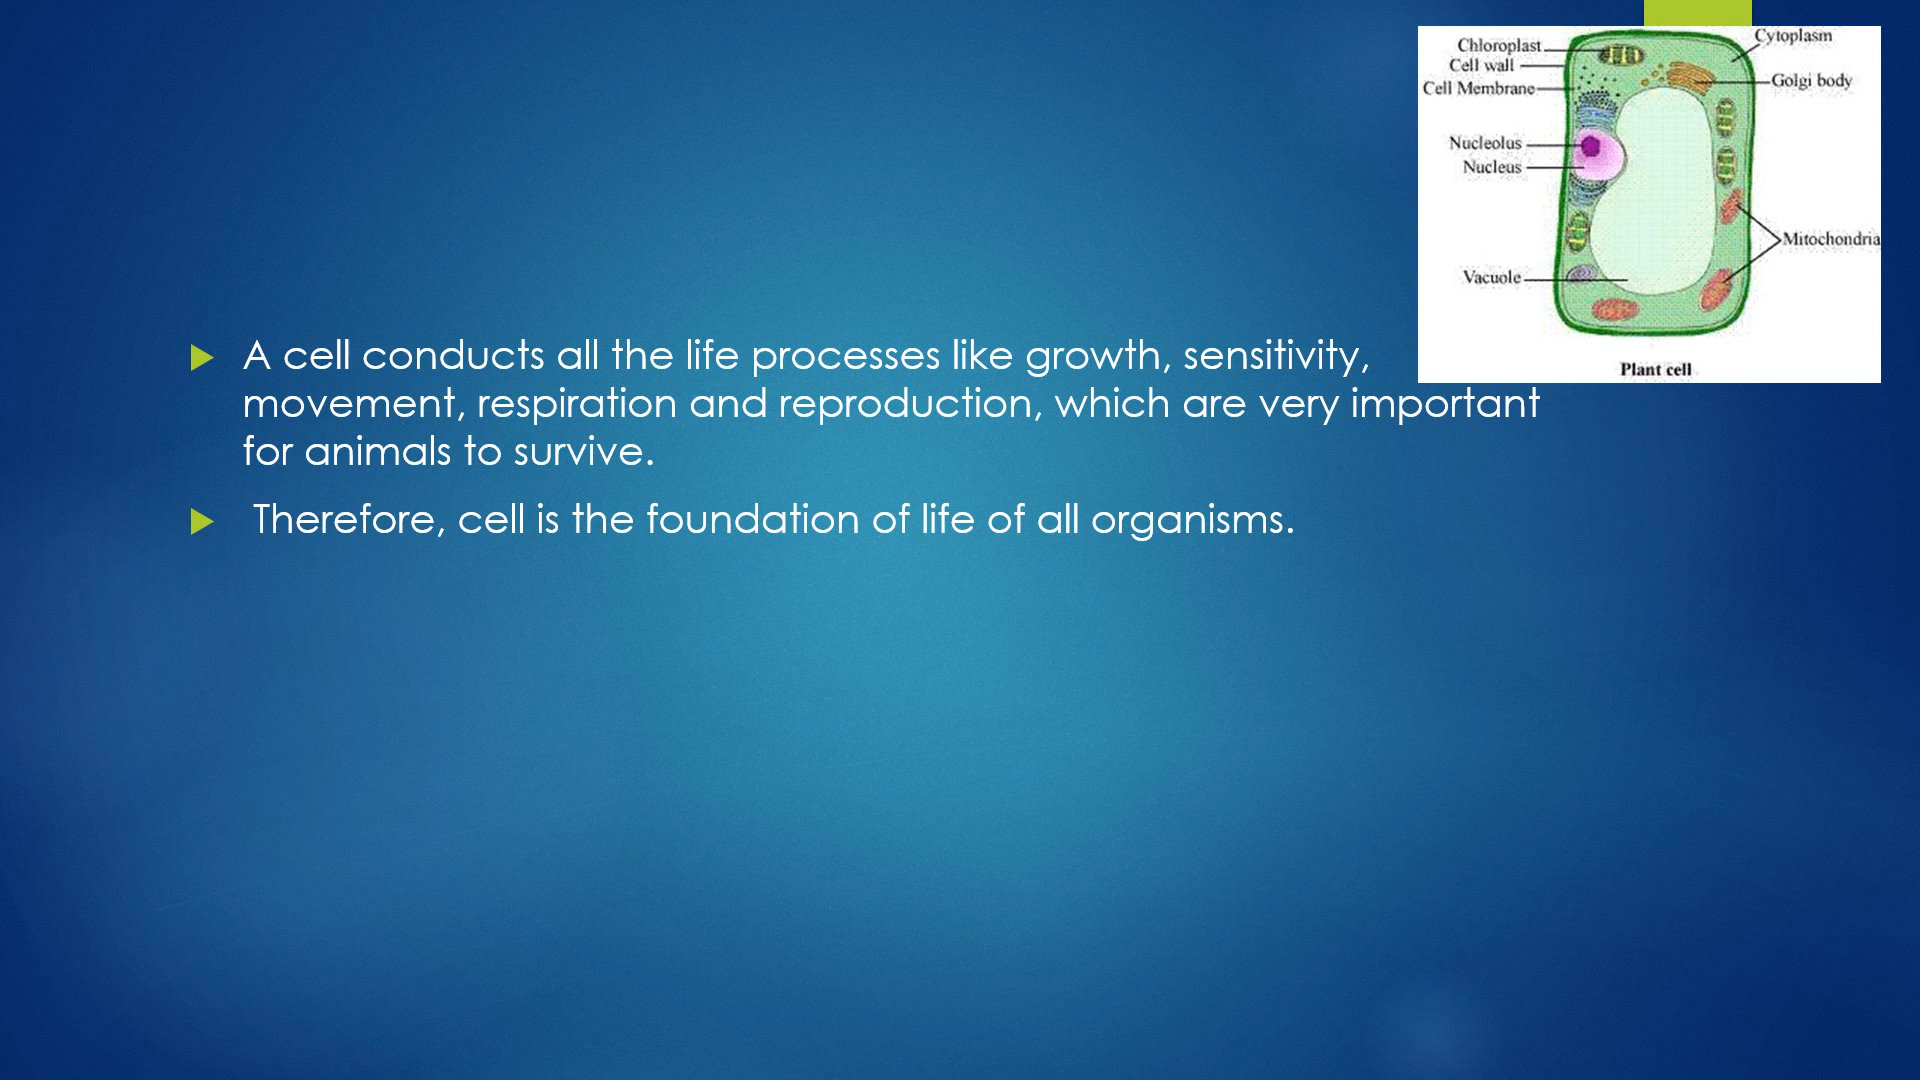 Chloroplast
Cell wall
Cell Membrane
Nucleolus
Nucleus
Vacuole
Cytoplasm
Golgi body
Mitochondria
Plant cell
A cell conducts all the life processes like growth, sensitivity,
movement, respiration and reproduction, which are very important
for animals to survive.
Therefore, cell is the foundation of life of all organisms.